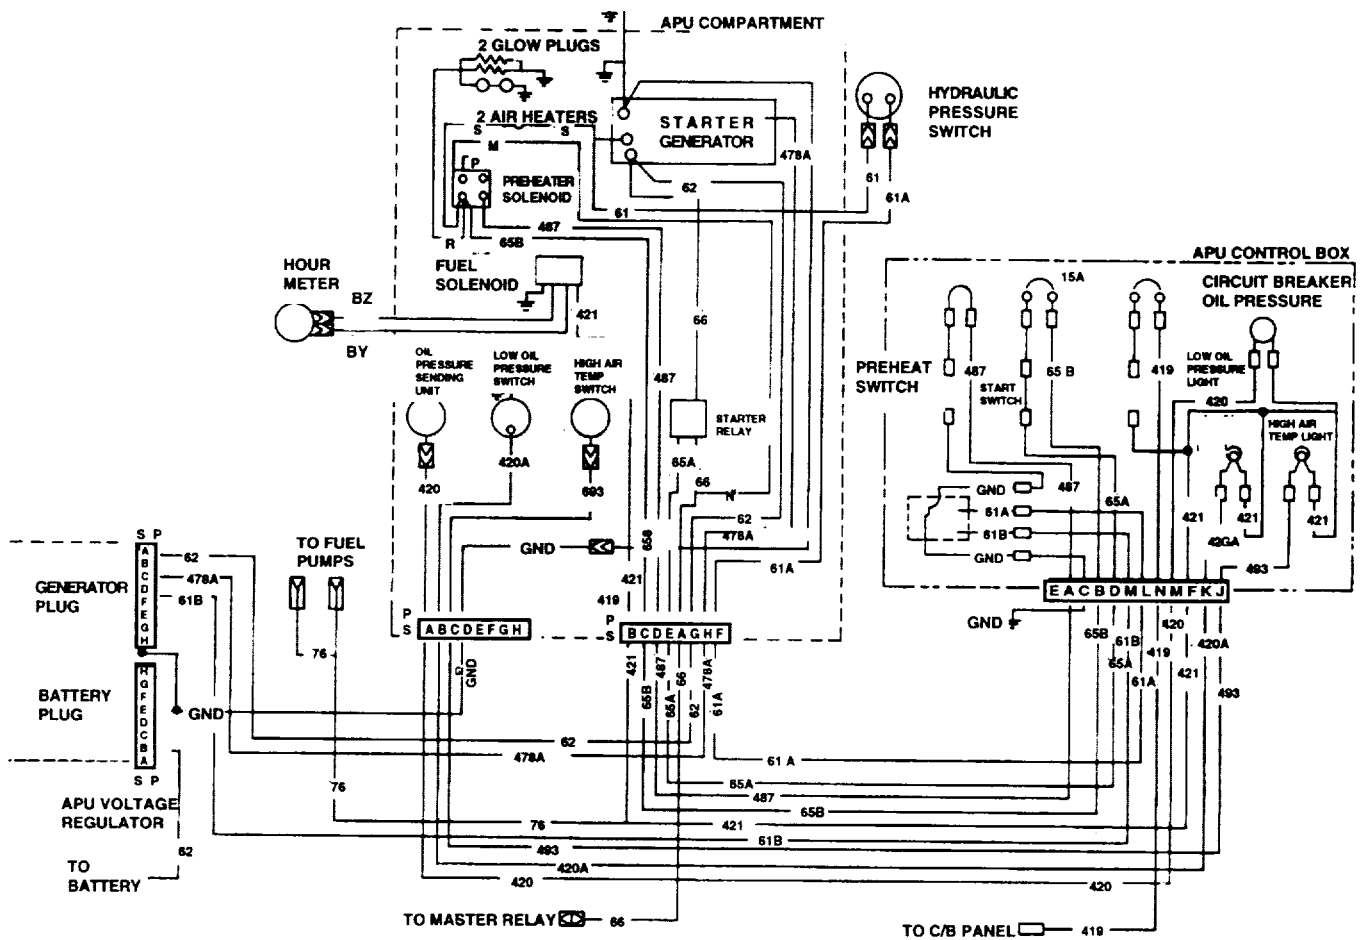 APU COMPARTMENT
2 GLOW PLUGS
HYDRAULIC
PRESSURE
SWITCH
2 AIR HEATERS
S S
M
STARTER
GENERATOR
478A
P
PREHEATER
SOLENOID
62
61
61A
61
487
R
65B
APU CONTROL BOX
HOUR
METER
FUEL
SOLENOID
15A
CIRCUIT BREAKER
OIL PRESSURE
BZ
421
66
BY
OIL
PRESSURE
SENDING
UNIT
LOW OIL
PRESSURE
SWITCH
HIGH AIR
TEMP
SWITCH
PREHEAT
SWITCH
487
START
SWITCH
65 B
419
LOW OIL
PRESSURE
LIGHT
487
420
STARTER
RELAY
HIGH AIR
TEMP LIGHT
420
420A
693
65A
66
N
GND
487
65A
62
478A
61A
61B
GND
421
42GA
421
421
493
S P
TO FUEL
PUMPS
GND
658
61A
GENERATOR
PLUG
A
B
C
D
F
E
G
H
62
478A
61B
421
419
E A C B D M L N M F K J
P
S
A B C D E F G H
P
S
B C D E A G H F
GND
65B
61B
65A
61A
420
419
421
420A
493
76
GND
421
65B
487
65A
66
62
478A
61A
BATTERY
PLUG
H
G
F
E
D
C
B
A
GND
S P
62
478A
61 A
65A
487
65B
76
APU VOLTAGE
REGULATOR
76
421
61B
493
62
420A
420
420
TO
BATTERY
TO MASTER RELAY
66
TO C/B PANEL
419